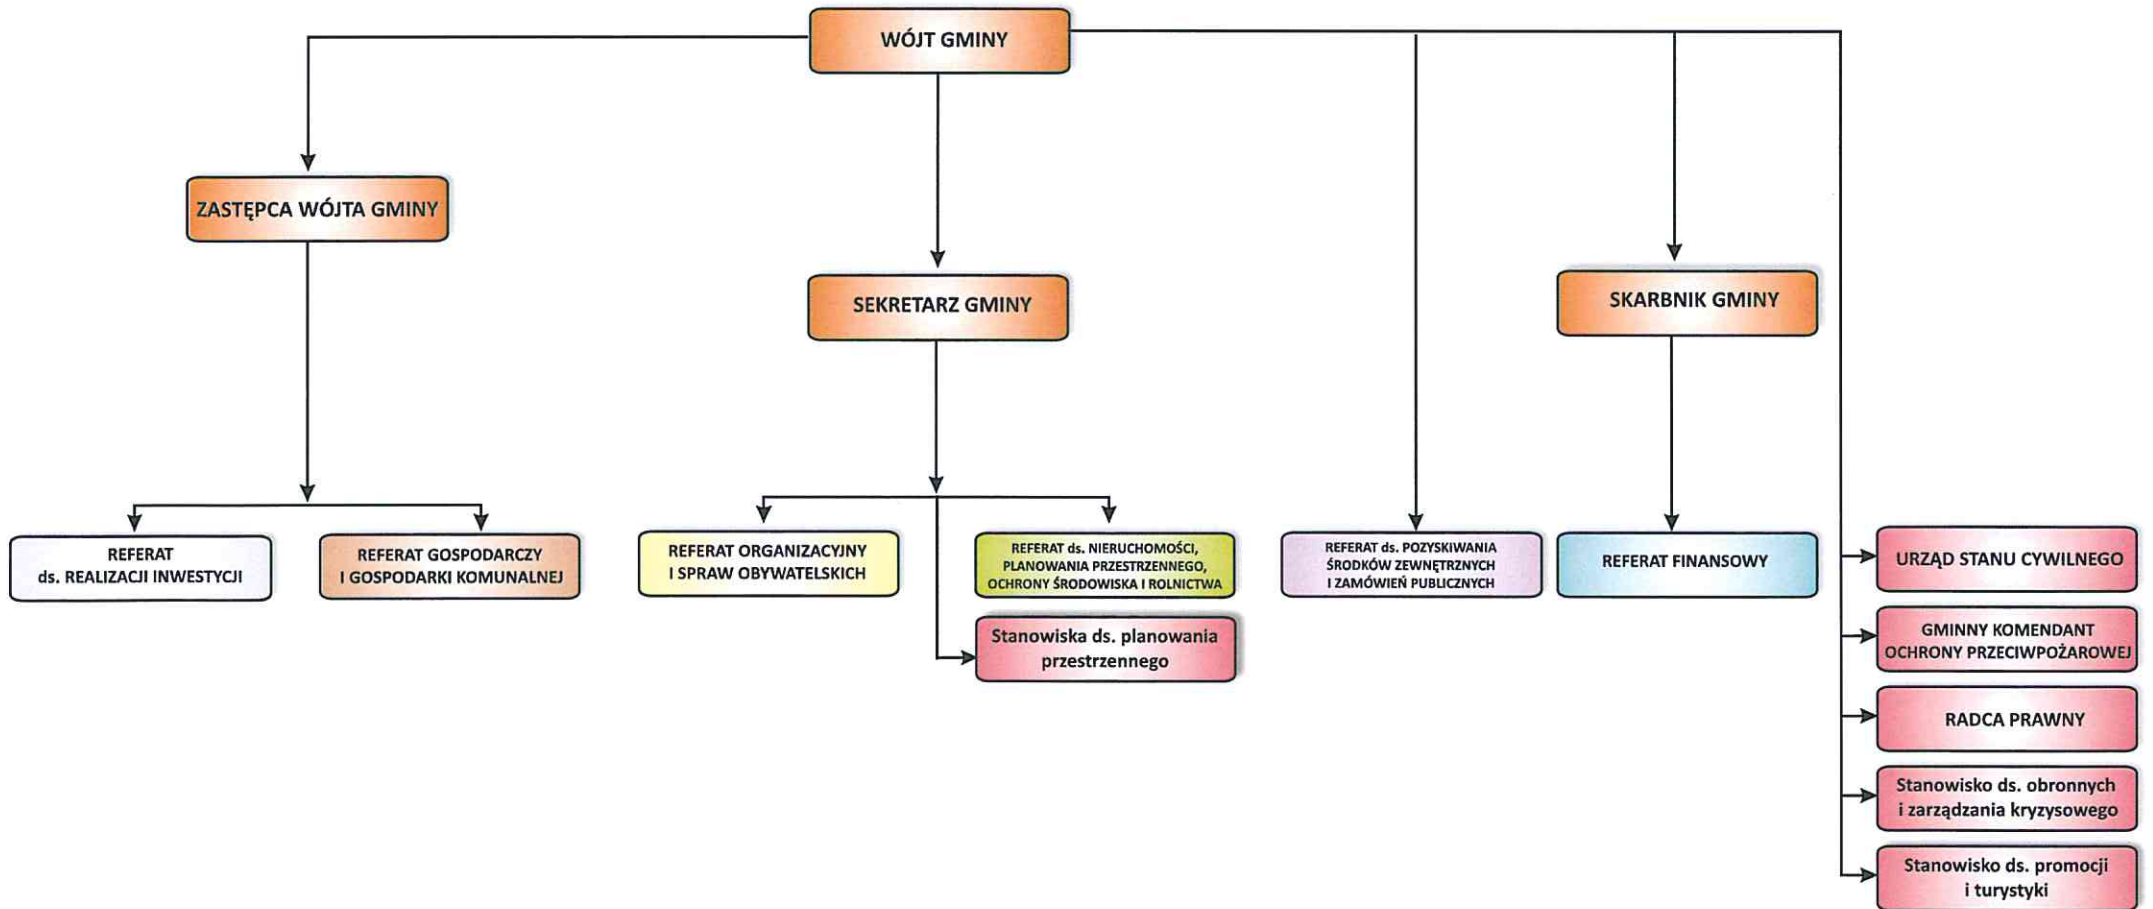 WÓJT GMINY
ZASTĘPCA WÓJTA GMINY
SEKRETARZ GMINY
SKARBNIK GMINY
REFERAT
ds. REALIZACJI INWESTYCJI
REFERAT GOSPODARCZY
I GOSPODARKI KOMUNALNEJ
REFERAT ORGANIZACYJNY
I SPRAW OBYWATELSKICH
REFERAT ds. NIERUCHOMOŚCI,
PLANOWANIA PRZESTRZENNEGO,
OCHRONY ŚRODOWISKA I ROLNICTWA
Stanowiska ds. planowania
przestrzennego
REFERAT ds. POZYSKIWANIA
ŚRODKÓW ZEWNĘTRZNYCH
I ZAMÓWIEŃ PUBLICZNYCH
REFERAT FINANSOWY
URZĄD STANU CYWILNEGO
GMINNY KOMENDANT
OCHRONY PRZECIWPOŻAROWEJ
RADCA PRAWNY
Stanowisko ds. obronnych
i zarządzania kryzysowego
Stanowisko ds. promocji
i turystyki